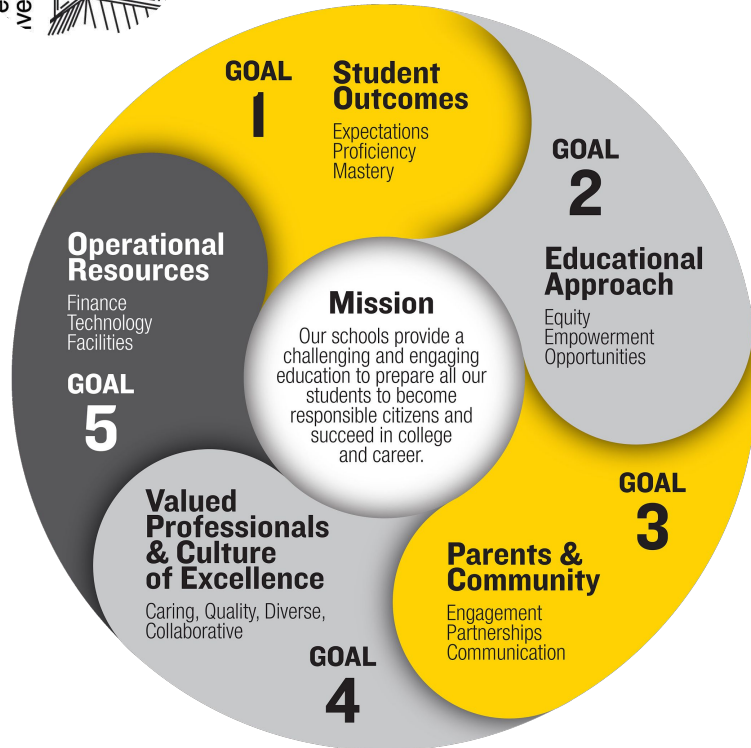 GOAL
1
Student
Outcomes
Expectations
Proficiency
Mastery
GOAL
2
Educational
Approach
Equity
Empowerment
Opportunities
GOAL
3
Parents &
Community
Engagement
Partnerships
Communication
Valued
Professionals
& Culture
of Excellence
Caring, Quality, Diverse,
Collaborative
GOAL
4
Operational
Resources
Finance
Technology
Facilities
GOAL
5
Mission
Our schools provide a
challenging and engaging
education to prepare all our
students to become
responsible citizens and
succeed in college
and career.